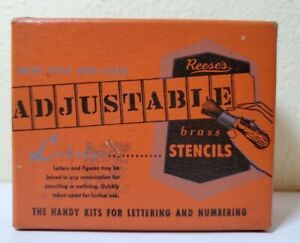 Reese's
ADJUSTABLE
brass
STENCILS
Letters and figures may be
joined in any combination for
stencilling or outlining. Quickly
taken apart for further use.
THE HANDY KITS FOR LETTERING AND NUMBERING